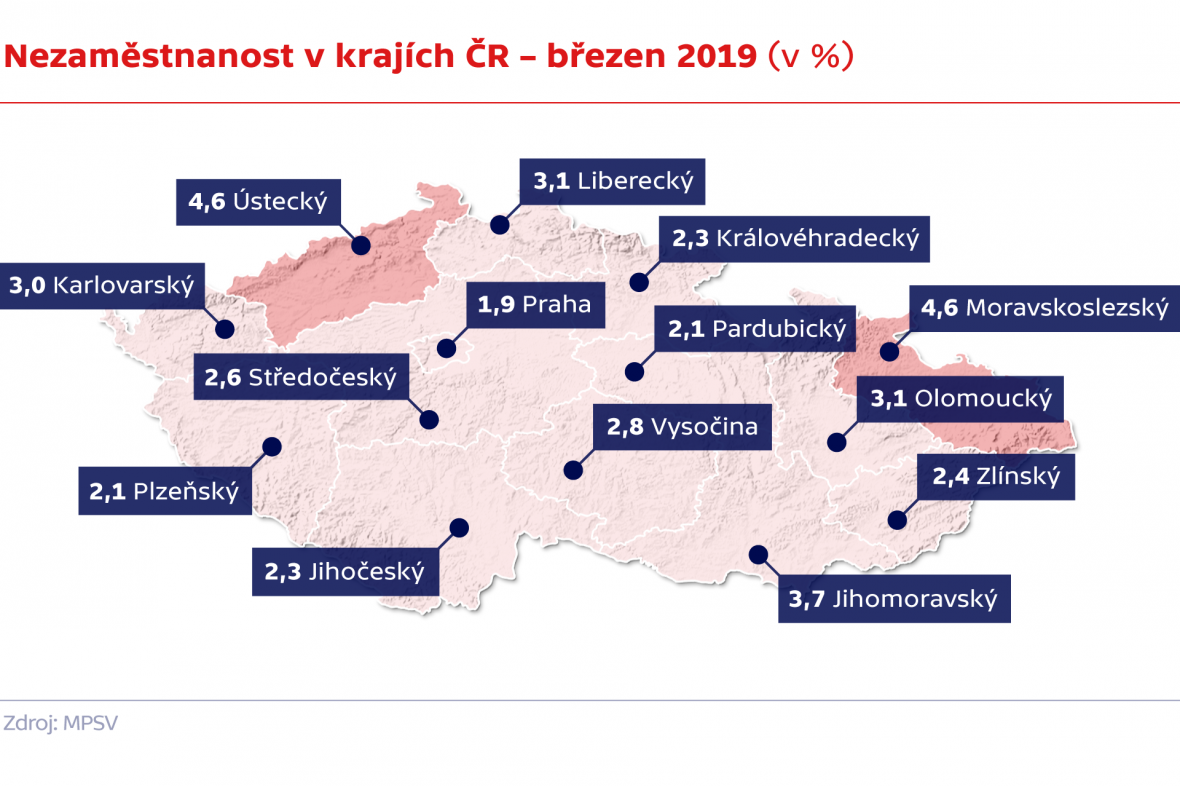 Nezaměstnanost v krajích ČR – březen 2019 (v %)
3,1 Liberecký
4,6 Ústecký
2,3 Královéhradecký
3,0 Karlovarský
1,9 Praha
4,6 Moravskoslezský
2,1 Pardubický
2,6 Středočeský
3,1 Olomoucký
2,8 Vysočina
2,4 Zlínský
2,1 Plzeňský
2,3 Jihočeský
3,7 Jihomoravský
Zdroj: MPSV